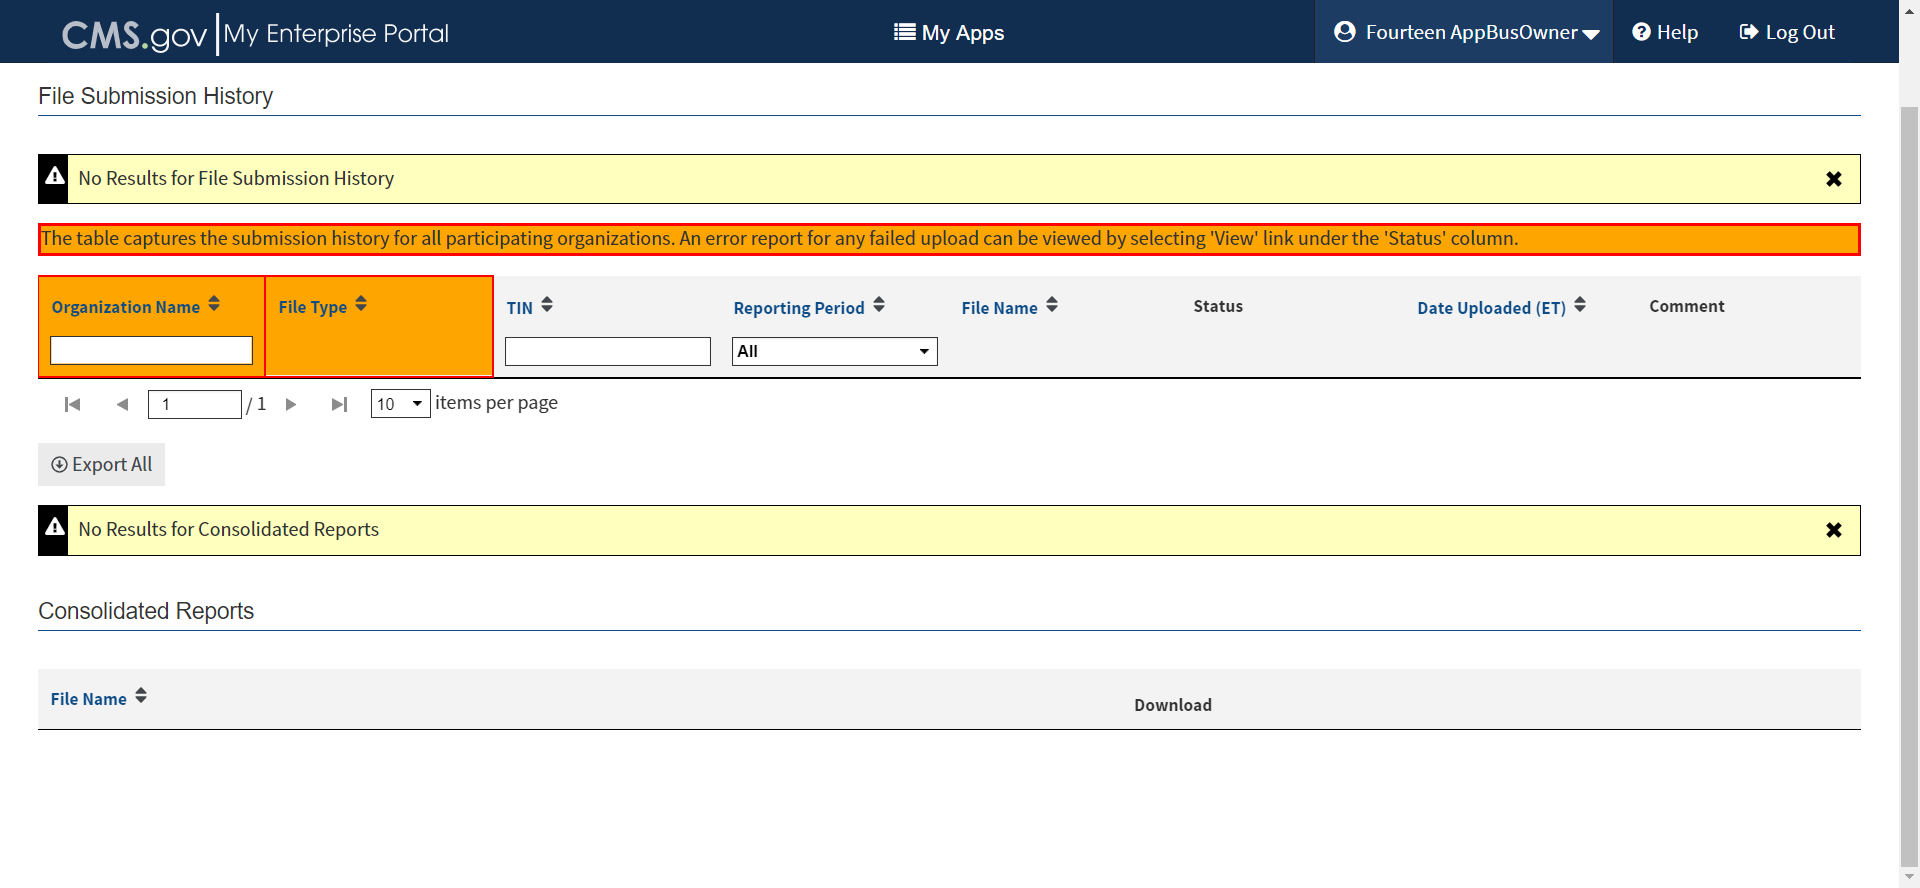 CMS.gov My Enterprise Portal
My Apps
Fourteen AppBusOwner
Help
Log Out
File Submission History
No Results for File Submission History
The table captures the submission history for all participating organizations. An error report for any failed upload can be viewed by selecting 'View' link under the 'Status' column.
Organization Name File Type TIN Reporting Period File Name Status Date Uploaded (ET) Comment
All
1 / 1 10 items per page
Export All
No Results for Consolidated Reports
Consolidated Reports
File Name Download